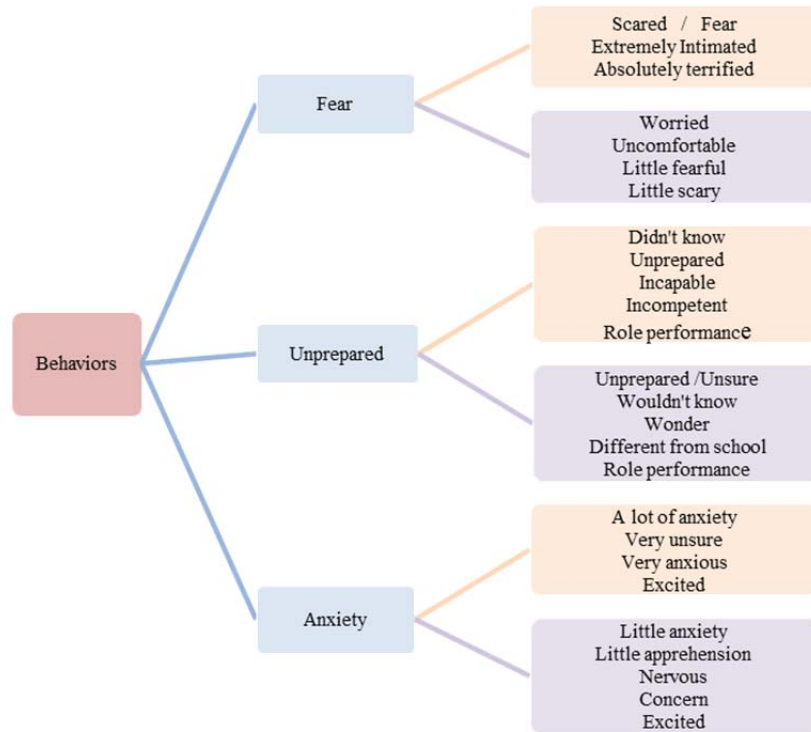 Behaviors
Fear
Scared / Fear
Extremely Intimated
Absolutely terrified
Worried
Uncomfortable
Little fearful
Little scary
Unprepared
Didn't know
Unprepared
Incapable
Incompetent
Role performance
Unprepared /Unsure
Wouldn't know
Wonder
Different from school
Role performance
Anxiety
A lot of anxiety
Very unsure
Very anxious
Excited
Little anxiety
Little apprehension
Nervous
Concern
Excited